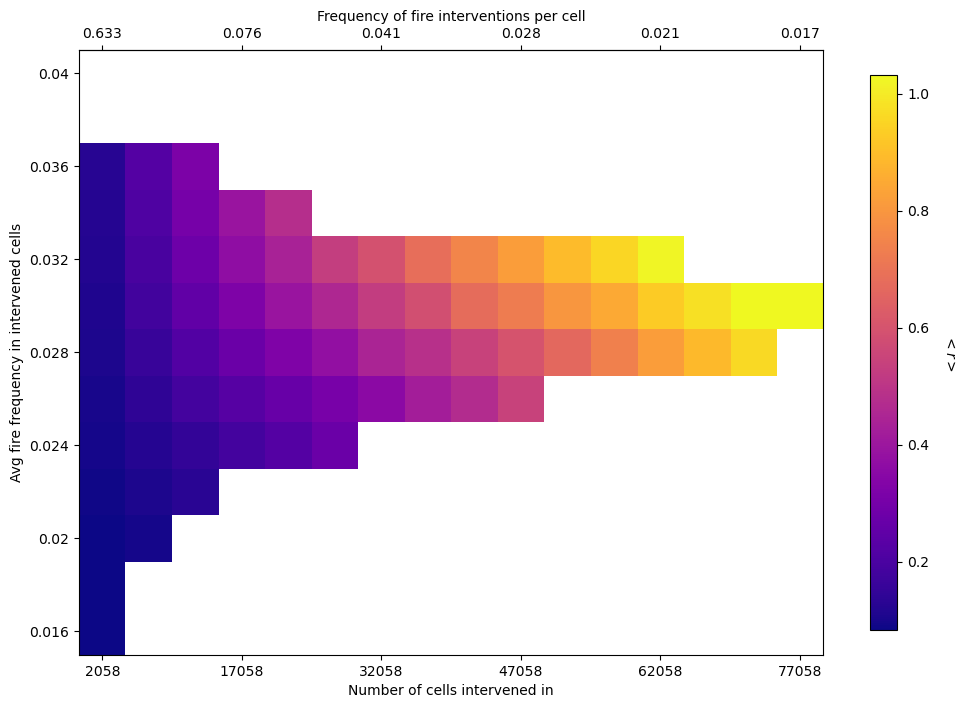 Frequency of fire interventions per cell
0.633 0.076 0.041 0.028 0.021 0.017
0.04
0.036
0.032
0.028
0.024
0.02
0.016
Avg fire frequency in intervened cells
2058 17058 32058 47058 62058 77058
Number of cells intervened in
1.0
0.8
0.6
0.4
0.2
< r >